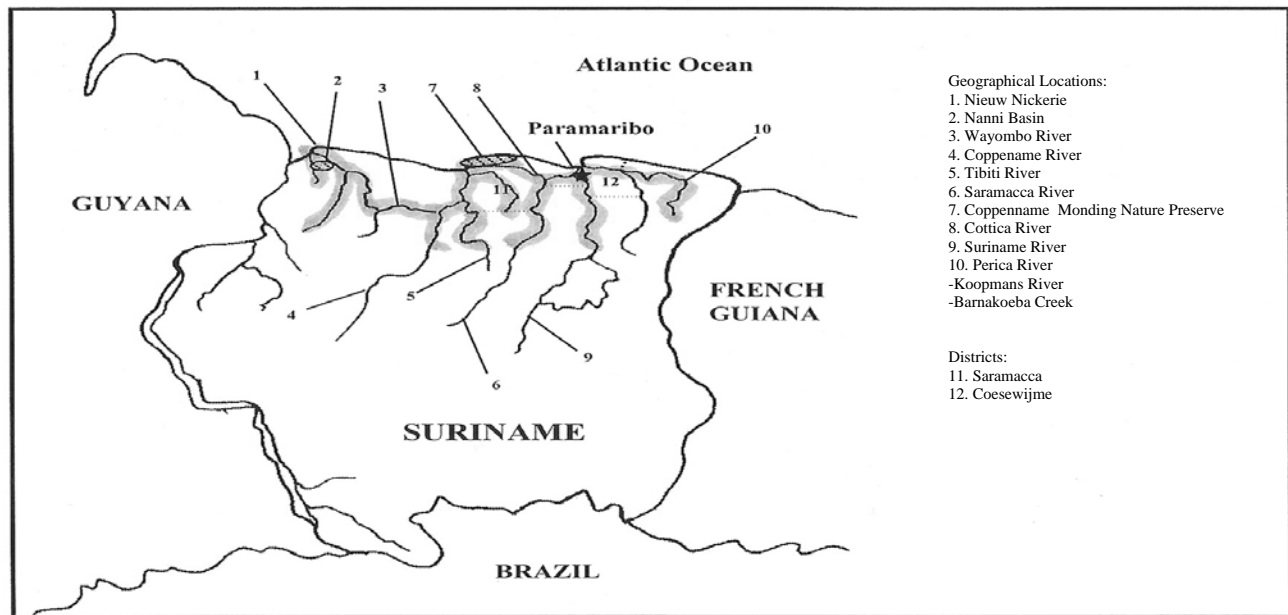 Atlantic Ocean
1
2
3
7
8
Paramaribo
10
11
12
GUYANA
FRENCH
GUIANA
4
5
6
9
SURINAME
BRAZIL
Geographical Locations:
1. Nieuw Nickerie
2. Nanni Basin
3. Wayombo River
4. Coppename River
5. Tibiti River
6. Saramacca River
7. Coppenname Monding Nature Preserve
8. Cottica River
9. Suriname River
10. Perica River
-Koopmans River
-Barnakoeba Creek
Districts:
11. Saramacca
12. Coesewijme